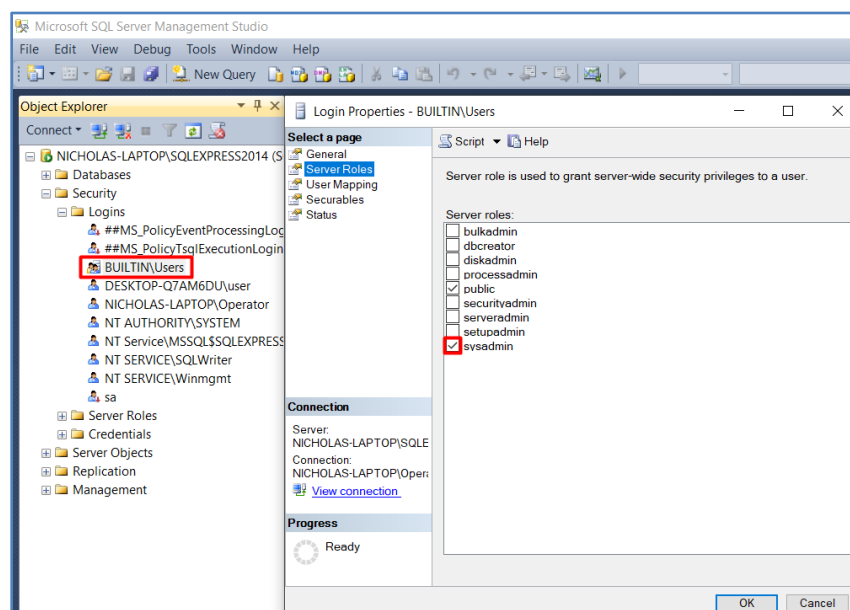 Microsoft SQL Server Management Studio
File Edit View Debug Tools Window Help
New Query
Object Explorer
Connect
NICHOLAS-LAPTOP\SQLEXPRESS2014 (S
Databases
Security
Logins
##MS_PolicyEventProcessingLog
##MS_PolicyTsqlExecutionLogin
BUILTIN\Users
DESKTOP-Q7AM6DU\user
NICHOLAS-LAPTOP\Operator
NT AUTHORITY\SYSTEM
NT Service\MSSQL$SQLEXPRESS
NT SERVICE\SQLWriter
NT SERVICE\Winmgmt
sa
Server Roles
Credentials
Server Objects
Replication
Management
Login Properties - BUILTIN\Users
Select a page
General
Server Roles
User Mapping
Securables
Status
Connection
Server:
NICHOLAS-LAPTOP\SQLE
Connection:
NICHOLAS-LAPTOP\Oper
View connection
Progress
Ready
Script Help
Server role is used to grant server-wide security privileges to a user.
Server roles:
bulkadmin
dbcreator
diskadmin
processadmin
public
securityadmin
serveradmin
setupadmin
sysadmin
OK Cancel